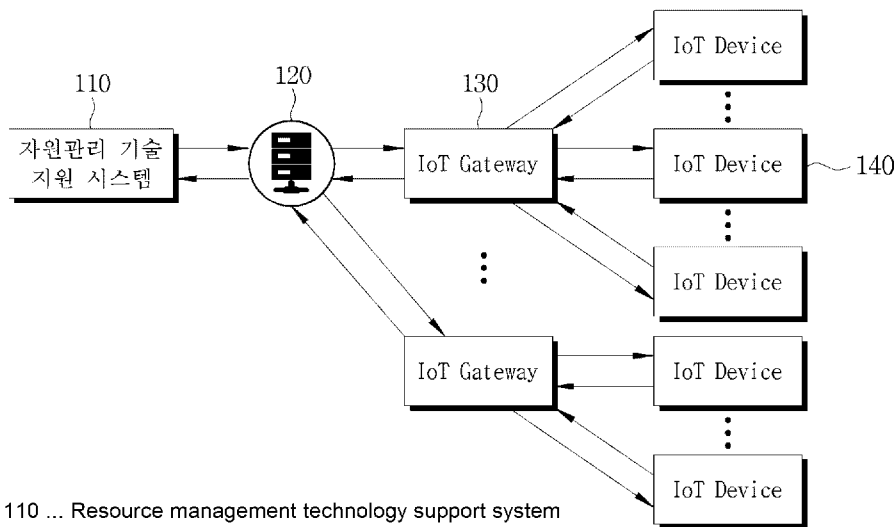 IoT Device
110
120
130
자원관리 기술
지원 시스템
IoT Gateway
IoT Device
140
IoT Device
IoT Gateway
IoT Device
IoT Device
110 ... Resource management technology support system